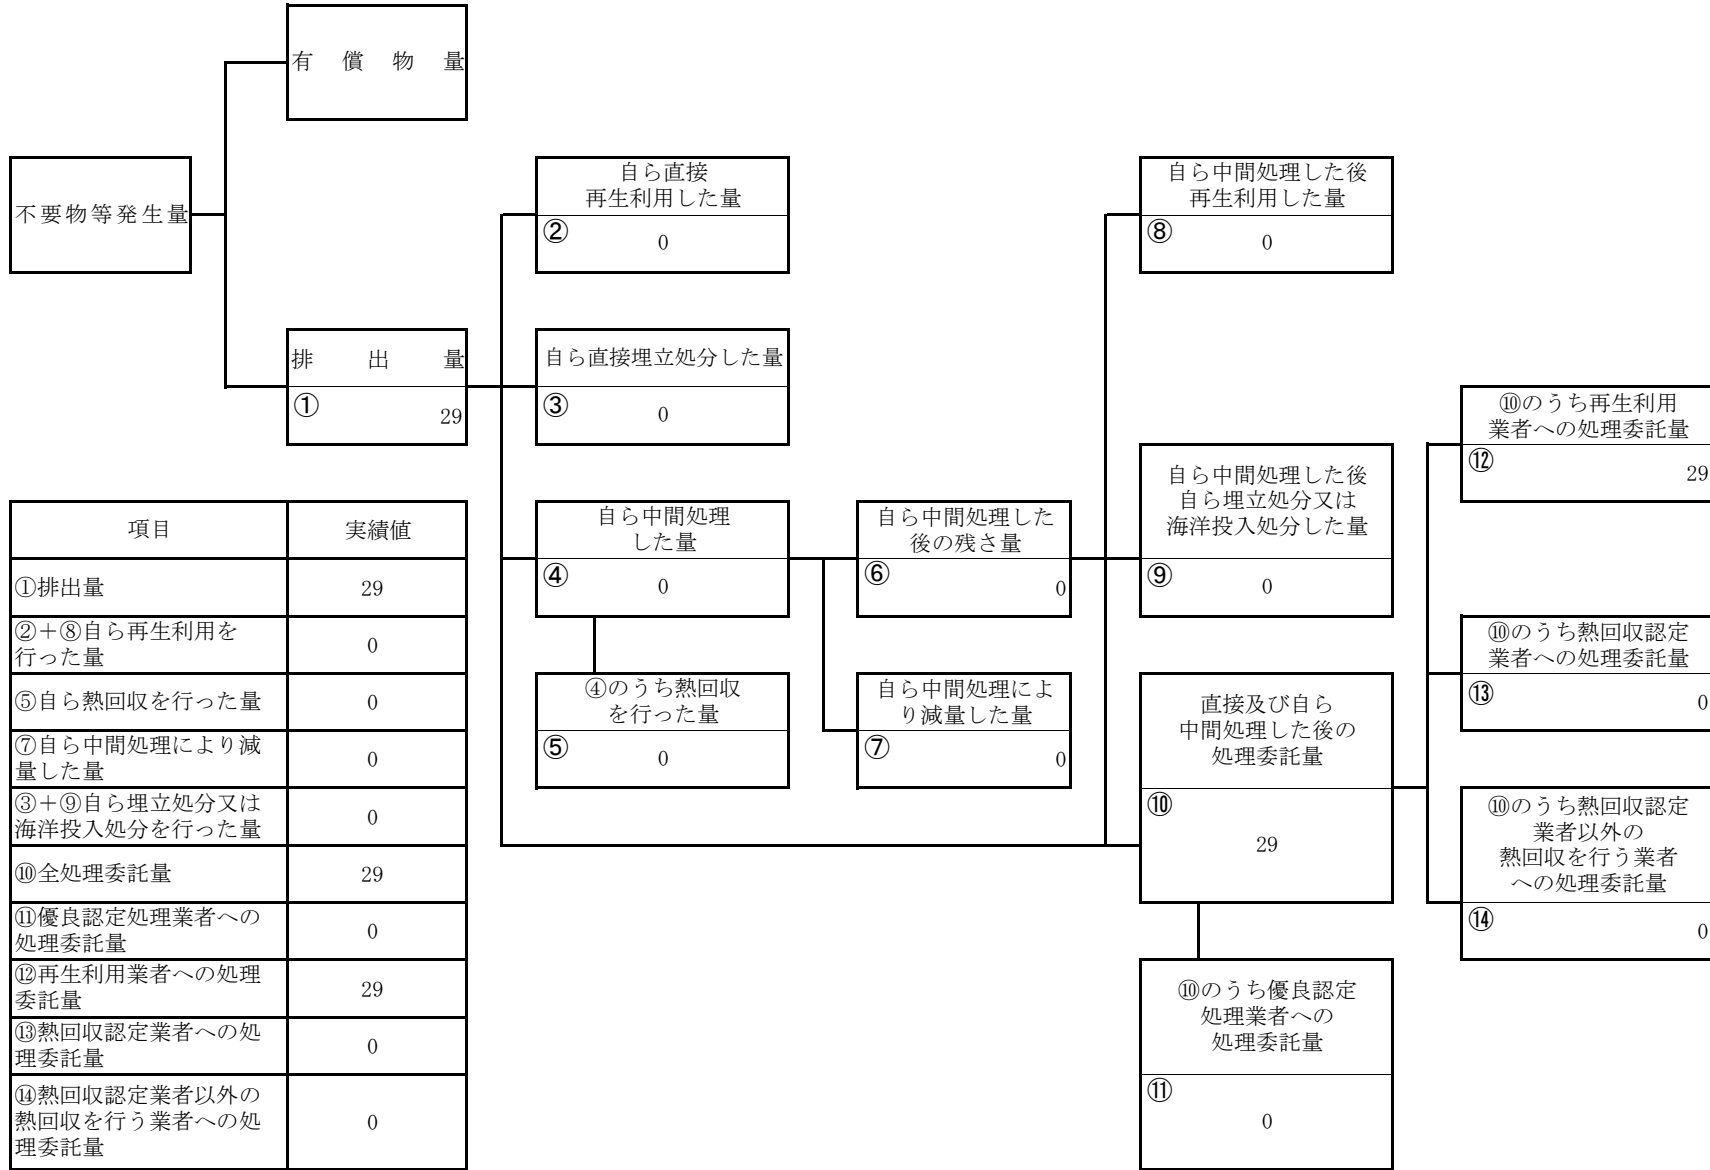 有償物量
不要物等発生量
排出量
①
29
自ら直接
再生利用した量
②
0
自ら直接埋立処分した量
③
0
自ら中間処理
した量
④
0
④のうち熱回収
を行った量
⑤
0
自ら中間処理した
後の残さ量
⑥
0
自ら中間処理によ
り減量した量
⑦
0
自ら中間処理した後
再生利用した量
⑧
0
自ら中間処理した後
自ら埋立処分又は
海洋投入処分した量
⑨
0
直接及び自ら
中間処理した後の
処理委託量
⑩
29
⑩のうち優良認定
処理業者への
処理委託量
⑪
0
⑩のうち再生利用
業者への処理委託量
⑫
29
⑩のうち熱回収認定
業者への処理委託量
⑬
0
⑩のうち熱回収認定
業者以外の
熱回収を行う業者
への処理委託量
⑭
0
項目 実績値
①排出量 29
②＋⑧自ら再生利用を
行った量 0
⑤自ら熱回収を行った量 0
⑦自ら中間処理により減
量した量 0
③＋⑨自ら埋立処分又は
海洋投入処分を行った量 0
⑩全処理委託量 29
⑪優良認定処理業者への
処理委託量 0
⑫再生利用業者への処理
委託量 29
⑬熱回収認定業者への処
理委託量 0
⑭熱回収認定業者以外の
熱回収を行う業者への処
理委託量 0